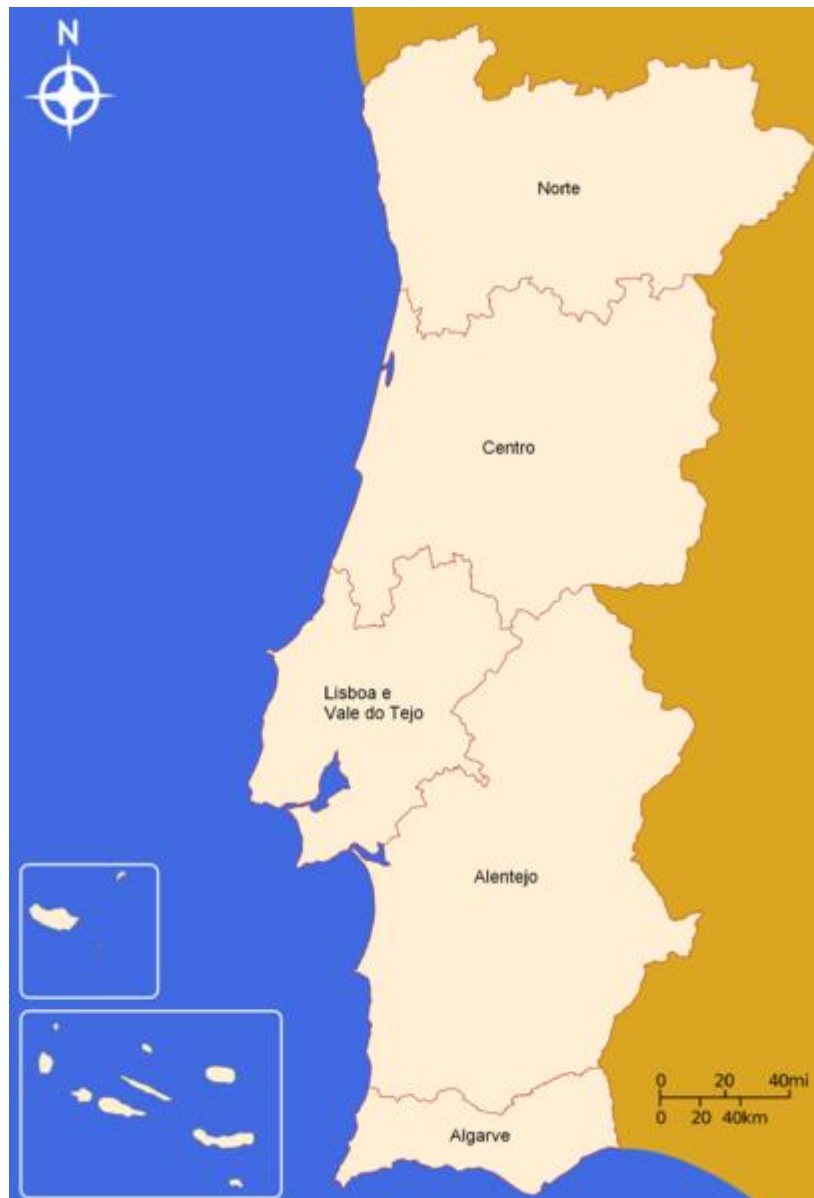 N
Norte
Centro
Lisboa e
Vale do Tejo
Alentejo
0 20 40mi
0 20 40km
Algarve